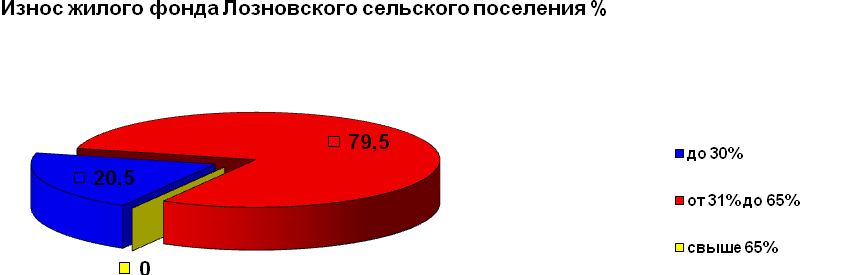 Износ жилого фонда Лозновского сельского поселения %
79,5
20,5
0
до 30%
от 31% до 65%
свыше 65%